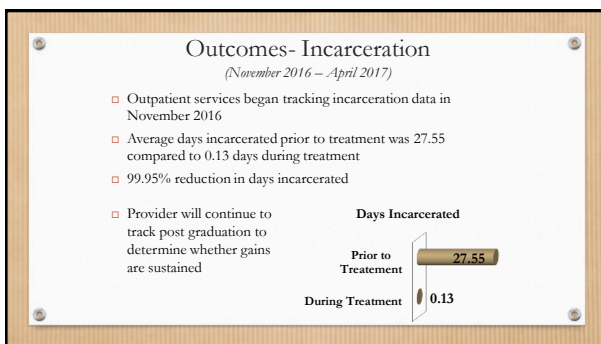 Outcomes- Incarceration
(November 2016 – April 2017)
□ Outpatient services began tracking incarceration data in
November 2016
□ Average days incarcerated prior to treatment was 27.55
compared to 0.13 days during treatment
□ 99.95% reduction in days incarcerated
□ Provider will continue to
track post graduation to
determine whether gains
are sustained
Days Incarcerated
Prior to
Treatement
27.55
During Treatment
0.13